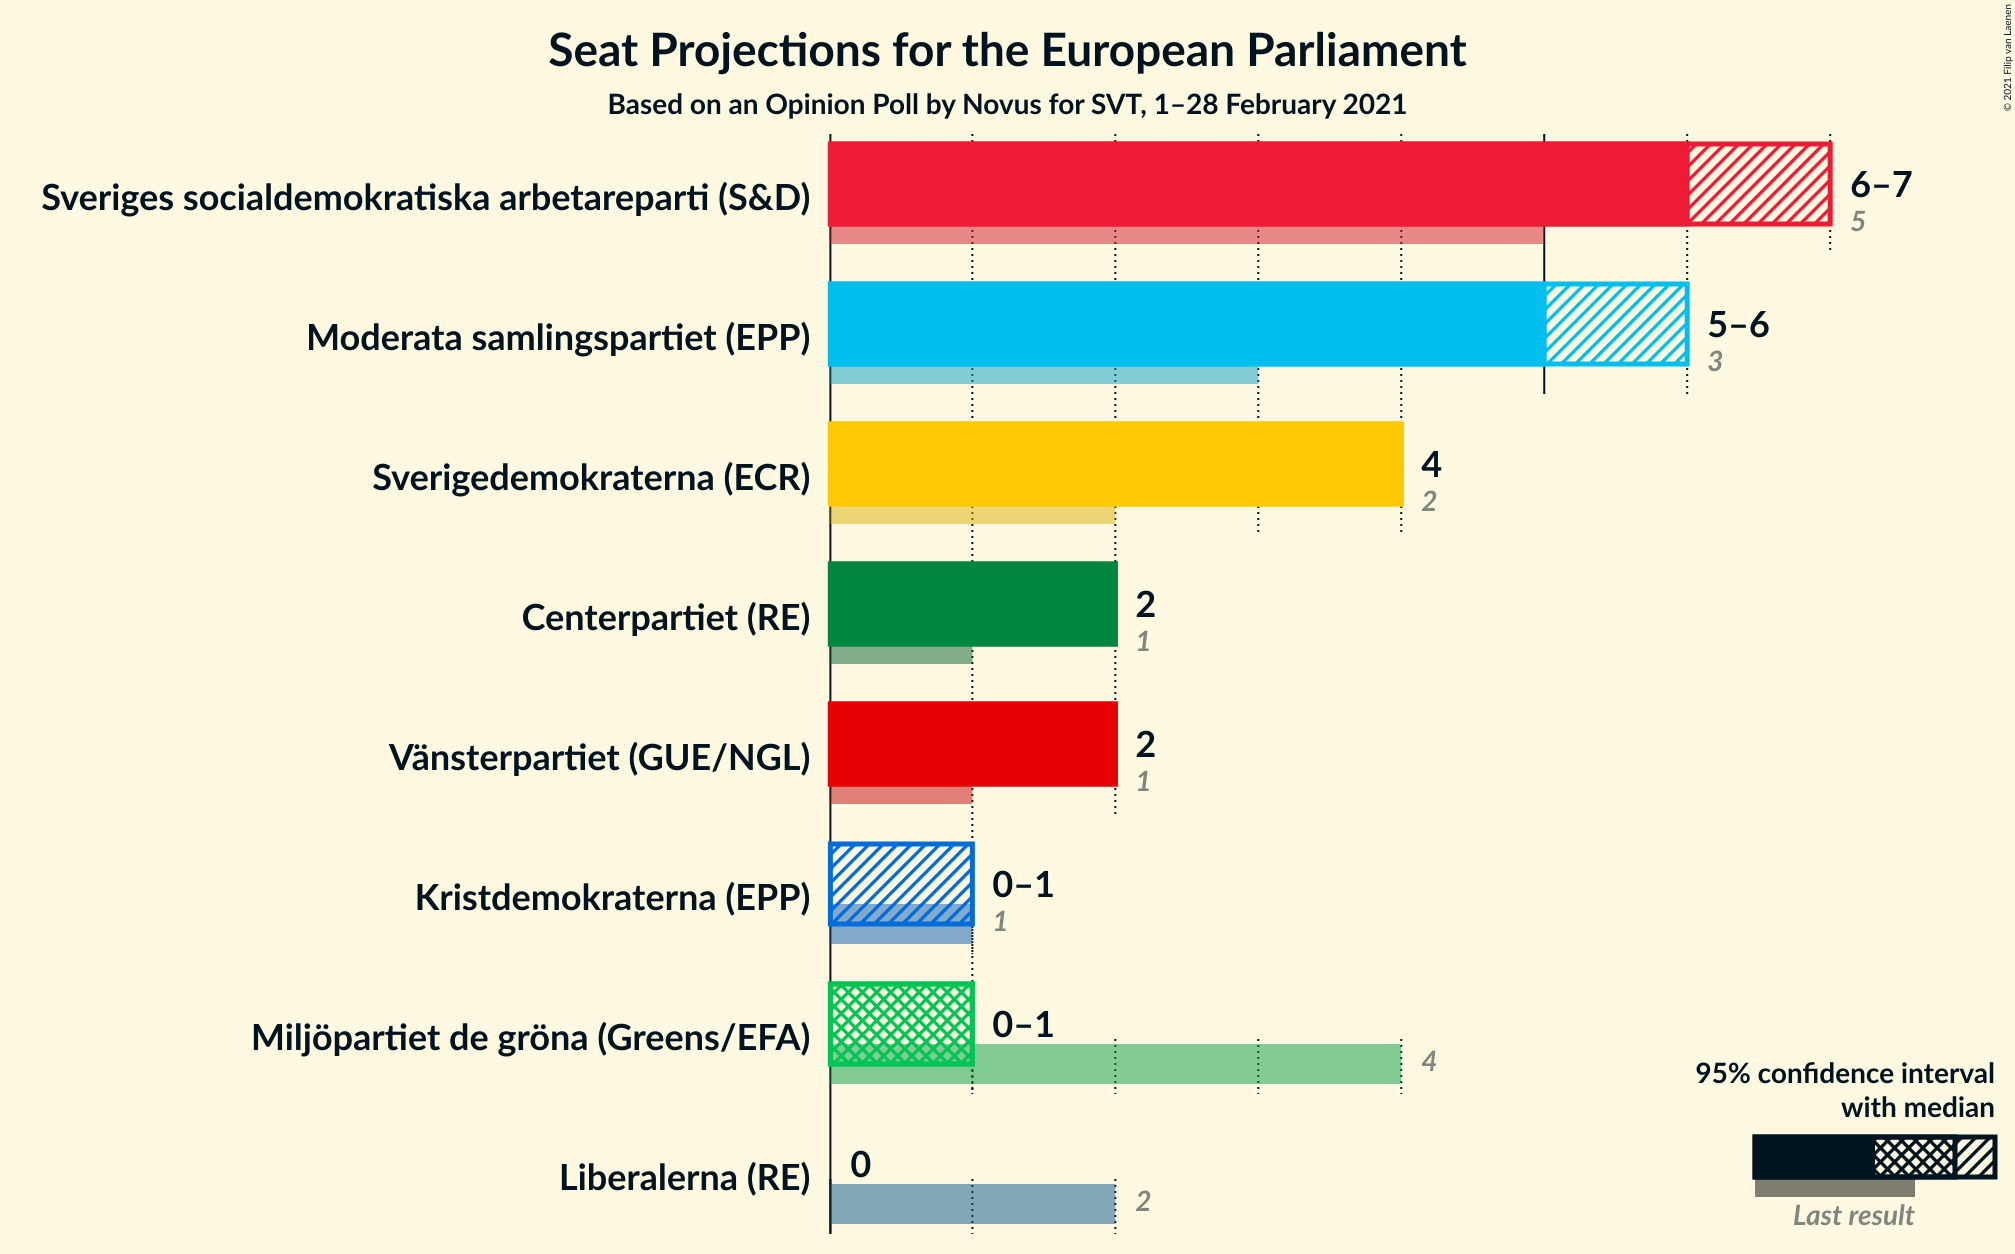 Seat Projections for the European Parliament
Based on an Opinion Poll by Novus for SVT, 1–28 February 2021
© 2021 Filip van Laenen
Sveriges socialdemokratiska arbetareparti (S&D)
6–7
5
Moderata samlingspartiet (EPP)
5–6
3
Sverigedemokraterna (ECR)
4
2
Centerpartiet (RE)
2
1
Vänsterpartiet (GUE/NGL)
2
1
Kristdemokraterna (EPP)
0–1
1
Miljöpartiet de gröna (Greens/EFA)
0–1
4
Liberalerna (RE)
0
2
95% confidence interval
with median
Last result